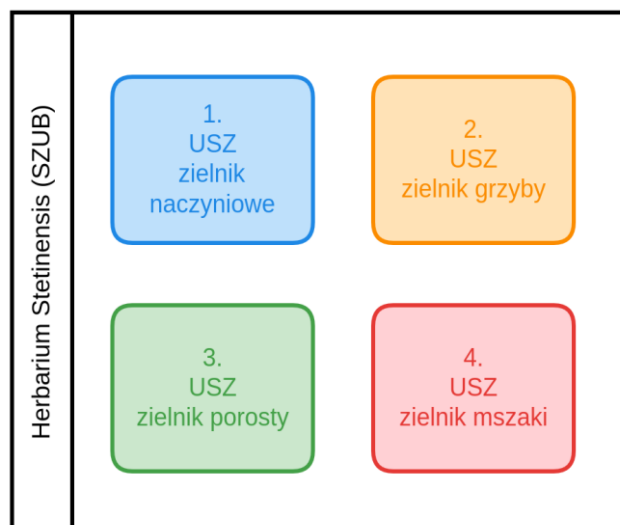 Herbarium Stetinensis (SZUB)
1.
USZ
zielnik
naczyniowe
2.
USZ
zielnik grzyby
3.
USZ
zielnik porosty
4.
USZ
zielnik mszaki